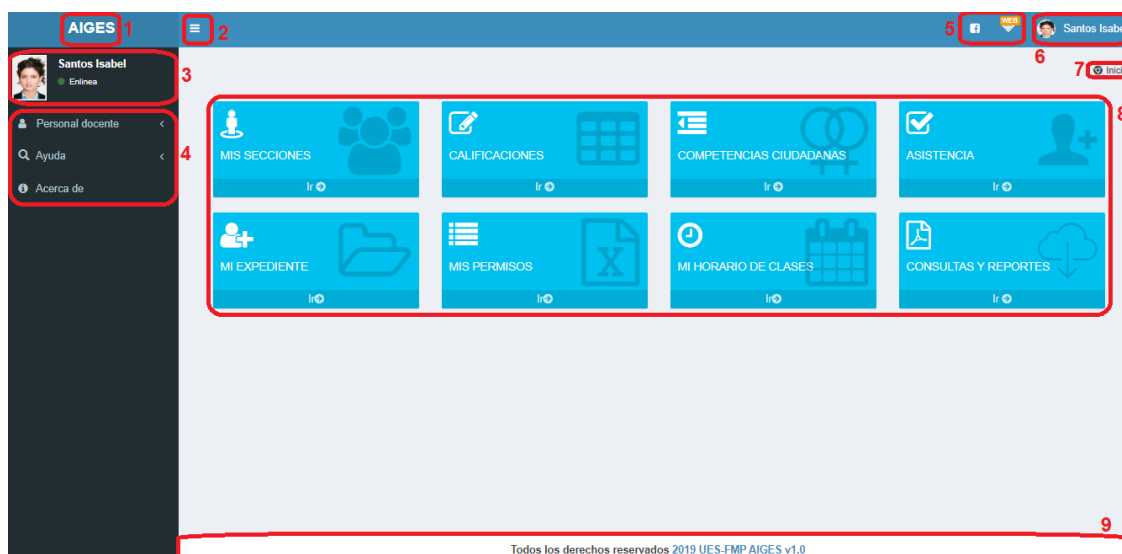 AIGES 1
2
5
WEB
Santos Isabe
6
Santos Isabel
Enlinea
3
7
Inici
8
Personal docente
Ayuda
Acerca de
4
MIS SECCIONES
Ir
CALIFICACIONES
Ir
COMPETENCIAS CIUDADANAS
Ir
ASISTENCIA
Ir
MI EXPEDIENTE
Ir
MIS PERMISOS
X
Ir
MI HORARIO DE CLASES
Ir
CONSULTAS Y REPORTES
Ir
9
Todos los derechos reservados 2019 UES-FMP AIGES v1.0